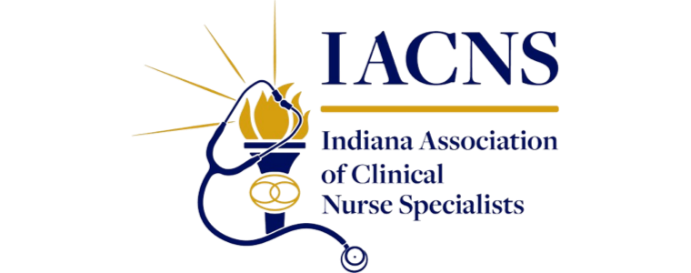 IACNS
Indiana Association
of Clinical
Nurse Specialists